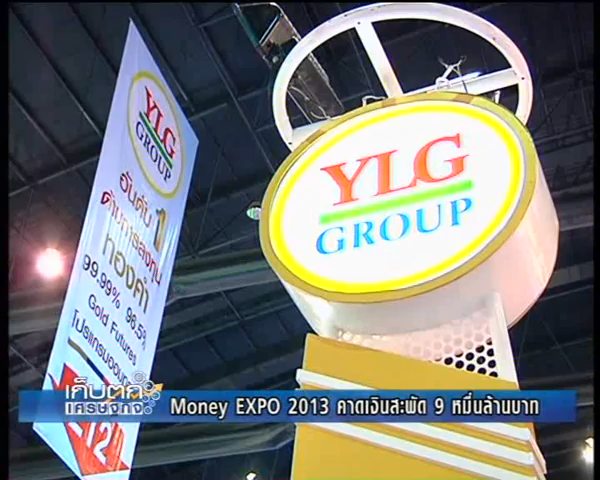 YLG
GROUP
อันดับ 1
ด้านการลงทุน
ทองคำ
99.99% 96.5%
Gold Futures
YLG
GROUP
เก็บตก
เศรษฐกิจ
Money EXPO 2013 คาดเงินสะพัด 9 หมื่นล้านบาท